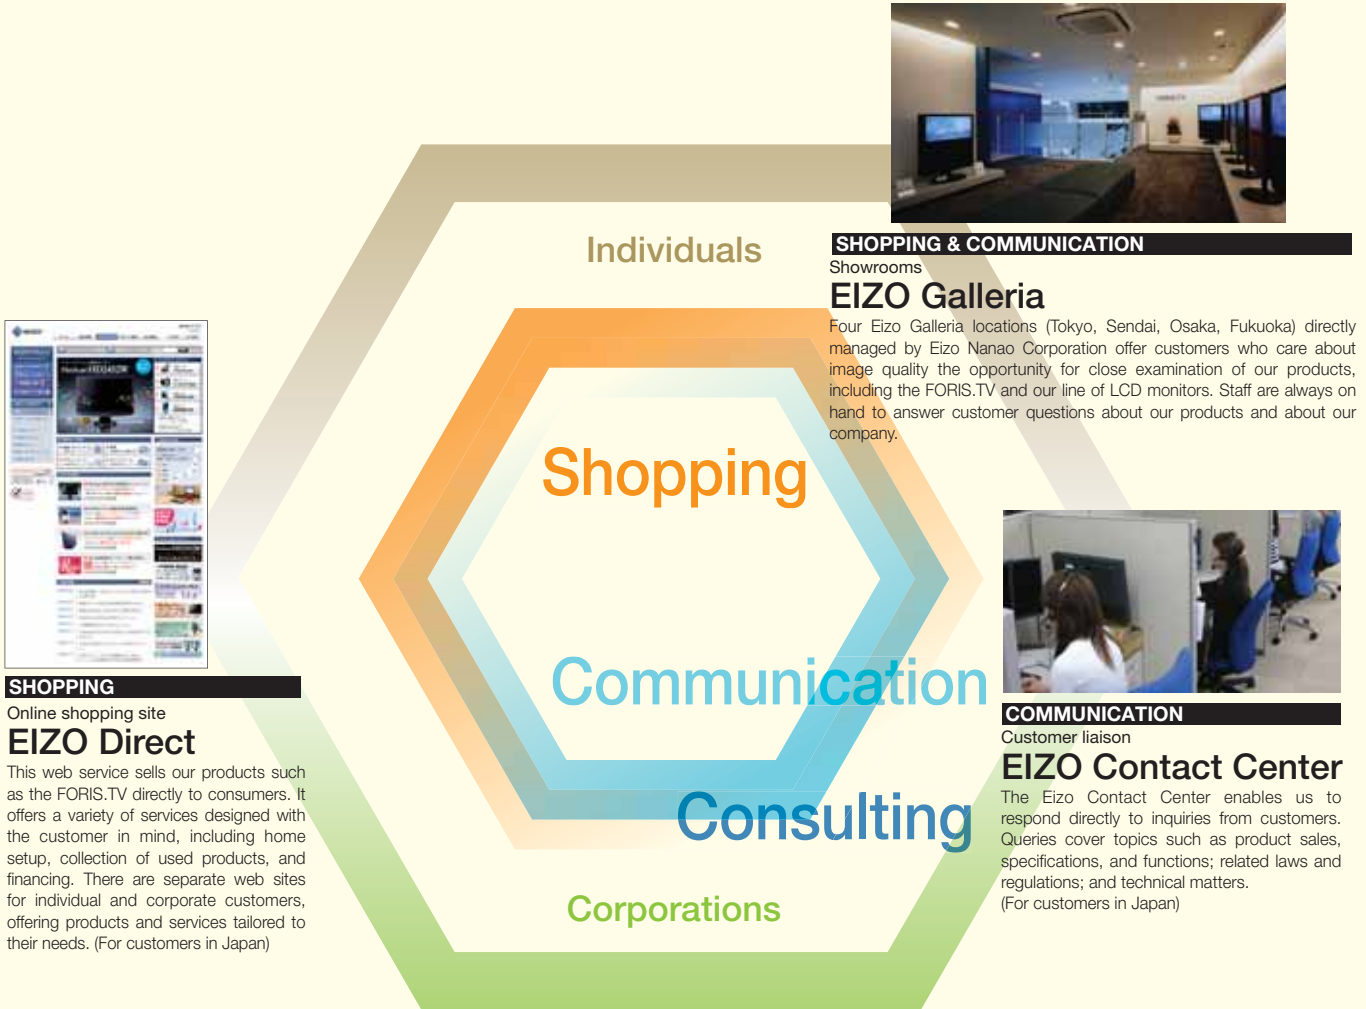 Individuals
Shopping
Communication
Consulting
Corporations
SHOPPING & COMMUNICATION
Showrooms
EIZO Galleria
Four Eizo Galleria locations (Tokyo, Sendai, Osaka, Fukuoka) directly
managed by Eizo Nanao Corporation offer customers who care about
image quality the opportunity for close examination of our products,
including the FORIS.TV and our line of LCD monitors. Staff are always on
hand to answer customer questions about our products and about our
company.
SHOPPING
Online shopping site
EIZO Direct
This web service sells our products such
as the FORIS.TV directly to consumers. It
offers a variety of services designed with
the customer in mind, including home
setup, collection of used products, and
financing. There are separate web sites
for individual and corporate customers,
offering products and services tailored to
their needs. (For customers in Japan)
COMMUNICATION
Customer liaison
EIZO Contact Center
The Eizo Contact Center enables us to
respond directly to inquiries from customers.
Queries cover topics such as product sales,
specifications, and functions; related laws and
regulations; and technical matters.
(For customers in Japan)